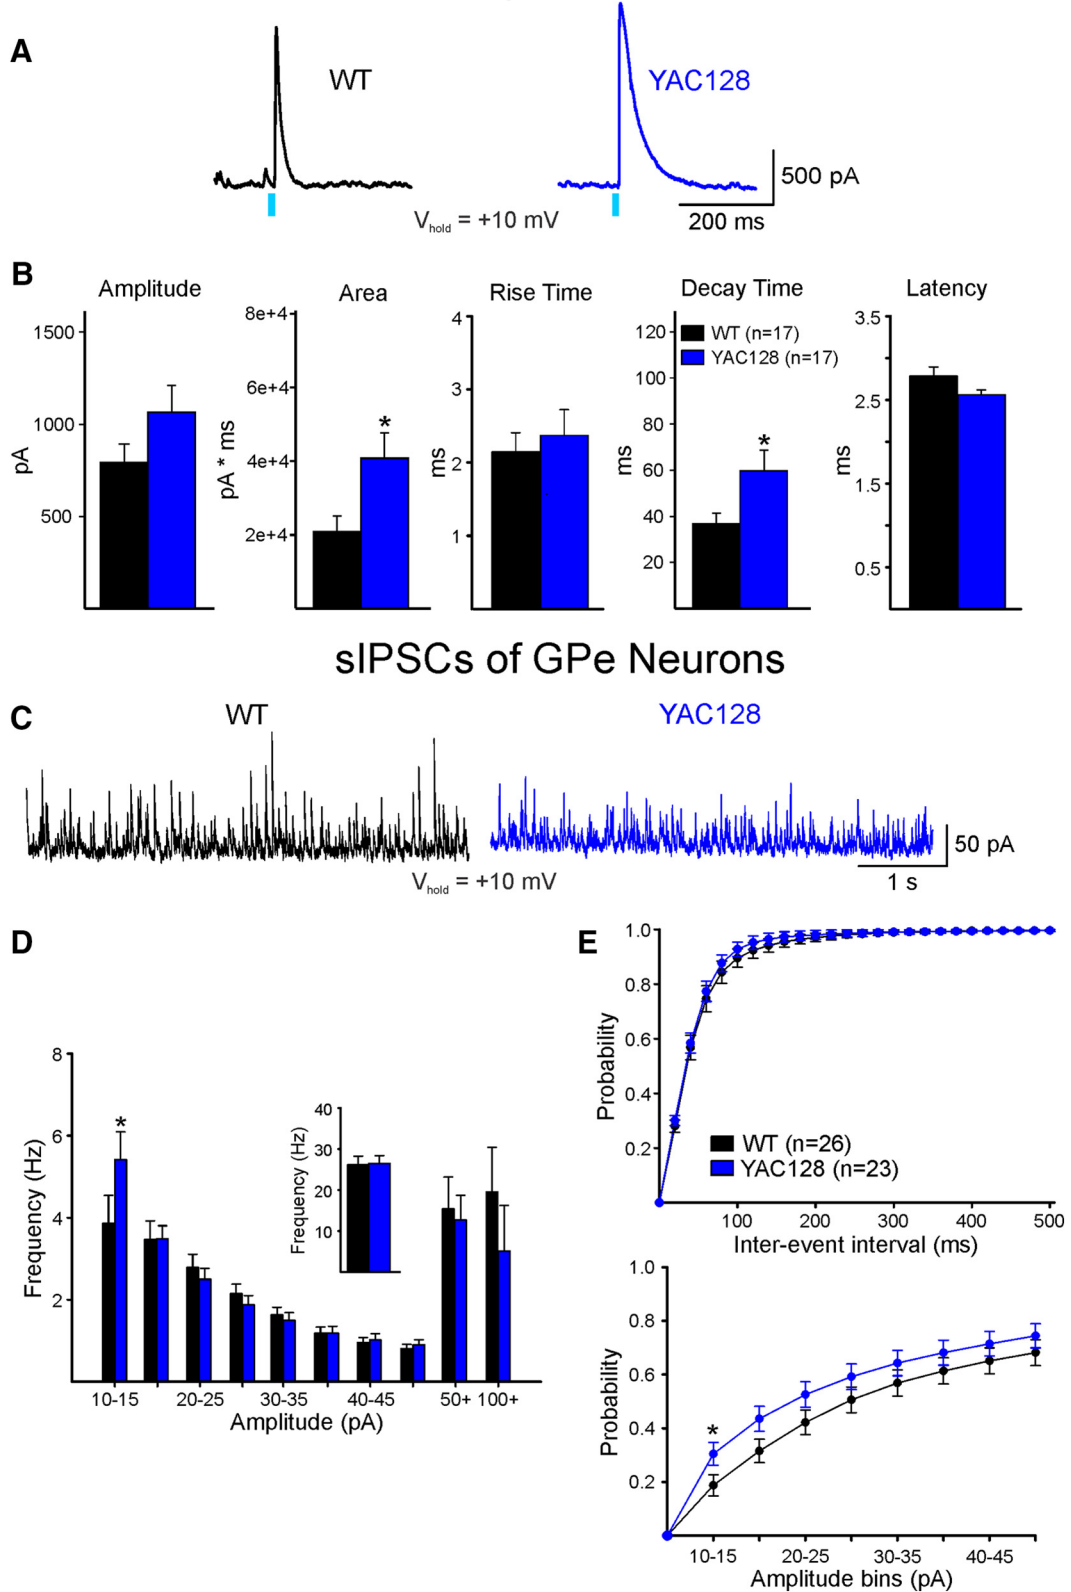 A
WT
YAC128
500 pA
200 ms
Vhold = +10 mV
B
Amplitude
Area
Rise Time
Decay Time
Latency
pA
1500
1000
500
pA * ms
8e+4
6e+4
4e+4
2e+4
*
ms
4
3
2
1
ms
120
100
80
60
40
20
WT (n=17)
YAC128 (n=17)
*
ms
3.5
2.5
1.5
0.5
sIPSCs of GPe Neurons
C
WT
YAC128
50 pA
1 s
Vhold = +10 mV
D
Frequency (Hz)
8
6
4
2
*
Frequency (Hz)
40
30
20
10
10-15
20-25
30-35
40-45
50+
100+
Amplitude (pA)
E
Probability
1.0
0.8
0.6
0.4
0.2
WT (n=26)
YAC128 (n=23)
100
200
300
400
500
Inter-event interval (ms)
Probability
1.0
0.8
0.6
0.4
0.2
*
10-15
20-25
30-35
40-45
Amplitude bins (pA)